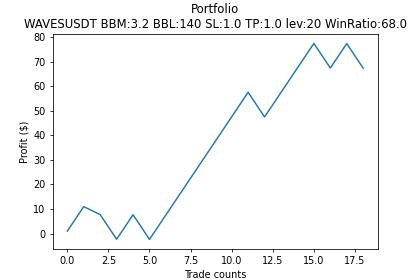 Portfolio
WAVESUSDT BBM:3.2 BBL:140 SL:1.0 TP:1.0 lev:20 WinRatio:68.0
80
70
60
50
40
30
20
10
0
Profit ($)
0.0 2.5 5.0 7.5 10.0 12.5 15.0 17.5
Trade counts